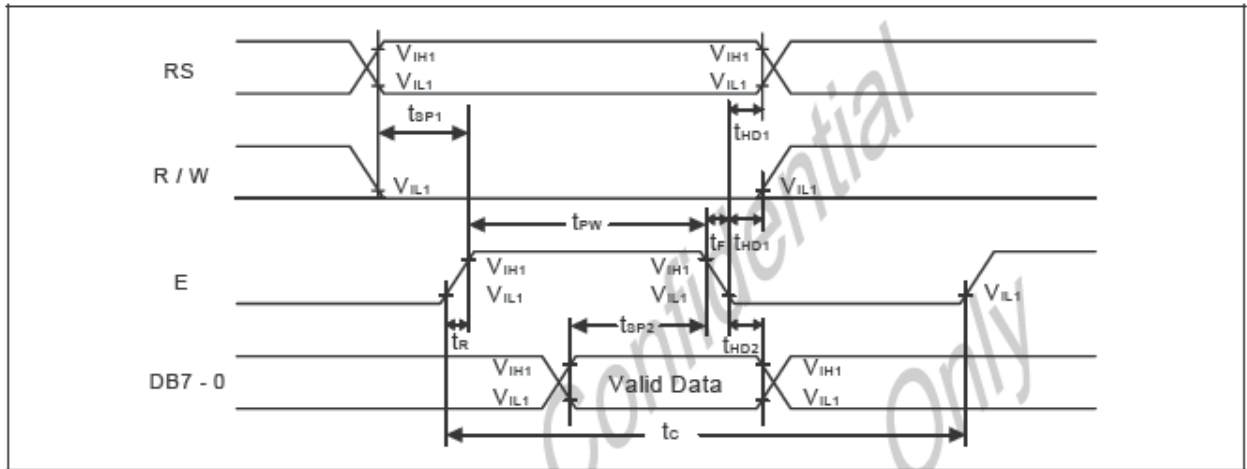 RS
VIH1 VIH1
VIL1 VIL1
tSP1 tHD1
R / W
VIL1 VIL1
tPW tF tHD1
E
VIH1 VIH1
VIL1 VIL1 VIL1
tR tSP2 tHD2
DB7 - 0
VIH1 Valid Data VIH1
VIL1 VIL1
tC
Confidential
Only